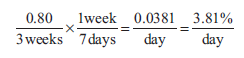 0.80/3 weeks × 1week/7days = 0.0381/day = 3.81%/day